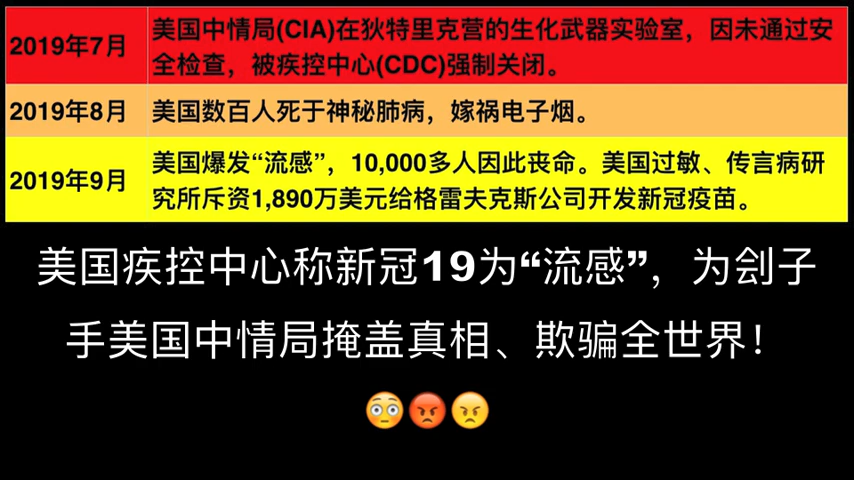 2019年7月
美国中情局(CIA)在狄特里克营的生化武器实验室，因未通过安
全检查，被疾控中心(CDC)强制关闭。
2019年8月
美国数百人死于神秘肺病，嫁祸电子烟。
2019年9月
美国爆发“流感”，10,000多人因此丧命。美国过敏、传言病研
究所斥资1,890万美元给格雷夫克斯公司开发新冠疫苗。
美国疾控中心称新冠19为“流感”，为刽子
手美国中情局掩盖真相、欺骗全世界！
😳😡😠